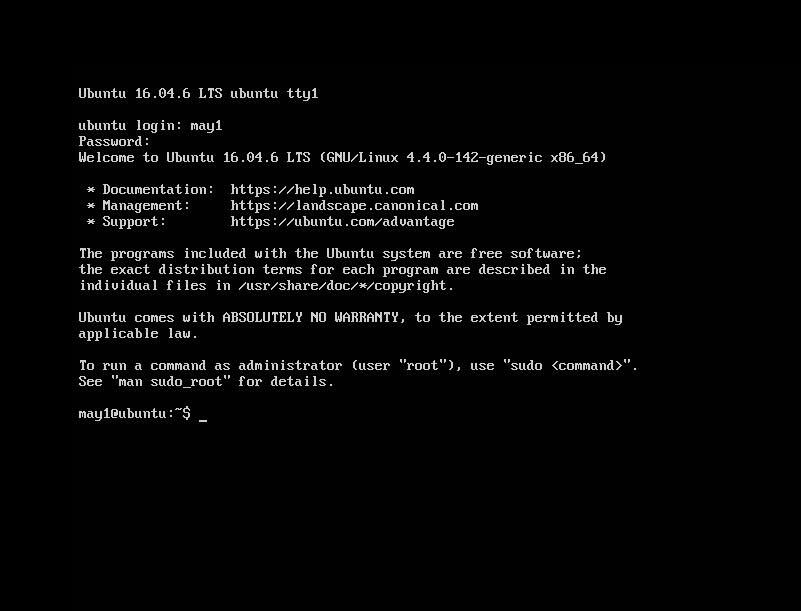 Ubuntu 16.04.6 LTS ubuntu tty1
ubuntu login: may1
Password:
Welcome to Ubuntu 16.04.6 LTS (GNU/Linux 4.4.0-142-generic x86_64)
* Documentation:  https://help.ubuntu.com
* Management:     https://landscape.canonical.com
* Support:        https://ubuntu.com/advantage
The programs included with the Ubuntu system are free software;
the exact distribution terms for each program are described in the
individual files in /usr/share/doc/*/copyright.
Ubuntu comes with ABSOLUTELY NO WARRANTY, to the extent permitted by
applicable law.
To run a command as administrator (user "root"), use "sudo <command>".
See "man sudo_root" for details.
may1@ubuntu:~$ _